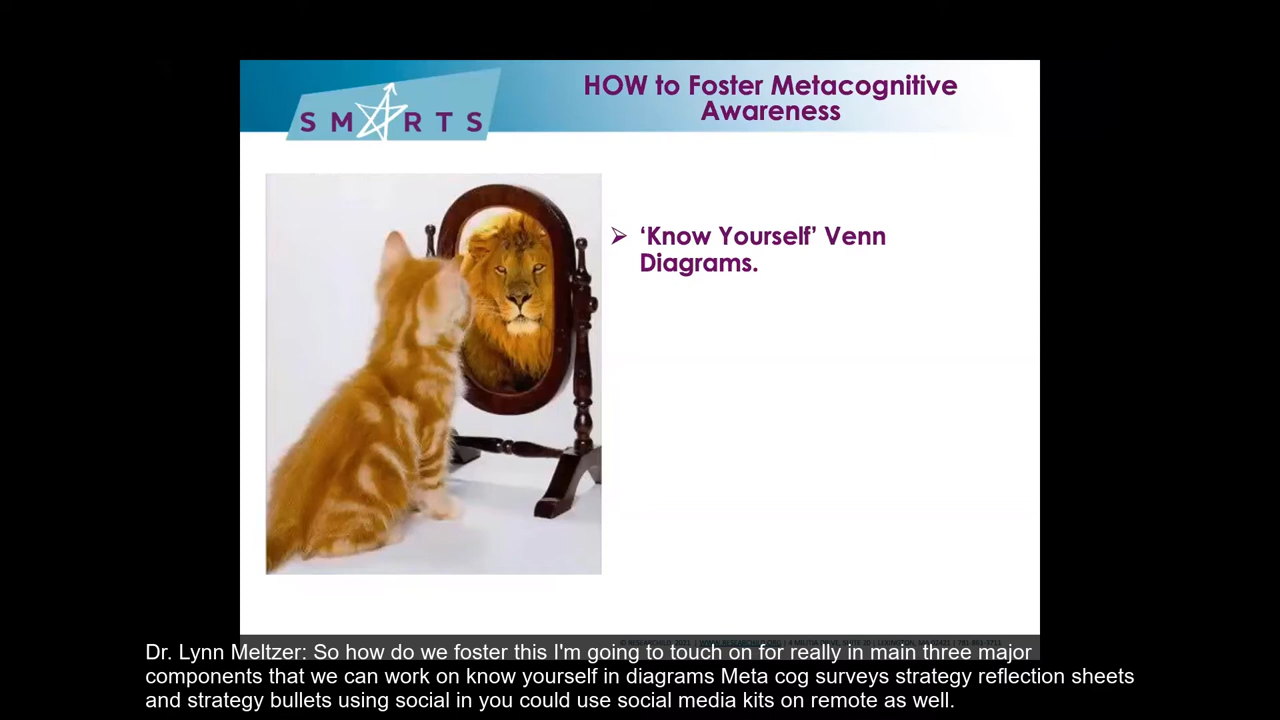 SMARTS
HOW to Foster Metacognitive
Awareness
➢ ‘Know Yourself’ Venn
Diagrams.
Dr. Lynn Meltzer: So how do we foster this I'm going to touch on for really in main three major
components that we can work on know yourself in diagrams Meta cog surveys strategy reflection sheets
and strategy bullets using social in you could use social media kits on remote as well.